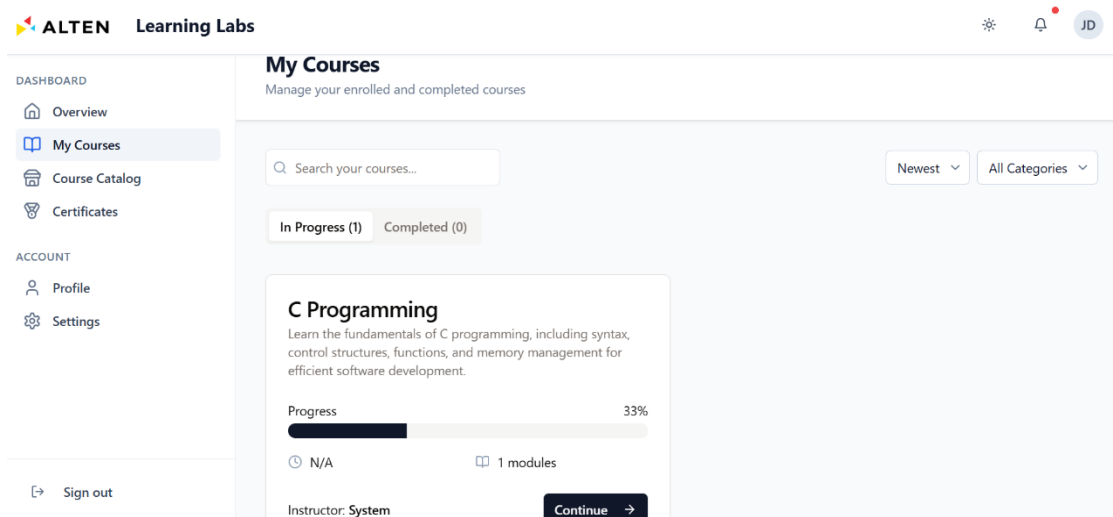 ALTEN Learning Labs
JD
DASHBOARD
Overview
My Courses
Course Catalog
Certificates
ACCOUNT
Profile
Settings
Sign out
My Courses
Manage your enrolled and completed courses
Search your courses...
Newest
All Categories
In Progress (1)
Completed (0)
C Programming
Learn the fundamentals of C programming, including syntax,
control structures, functions, and memory management for
efficient software development.
Progress 33%
N/A
1 modules
Instructor: System
Continue →